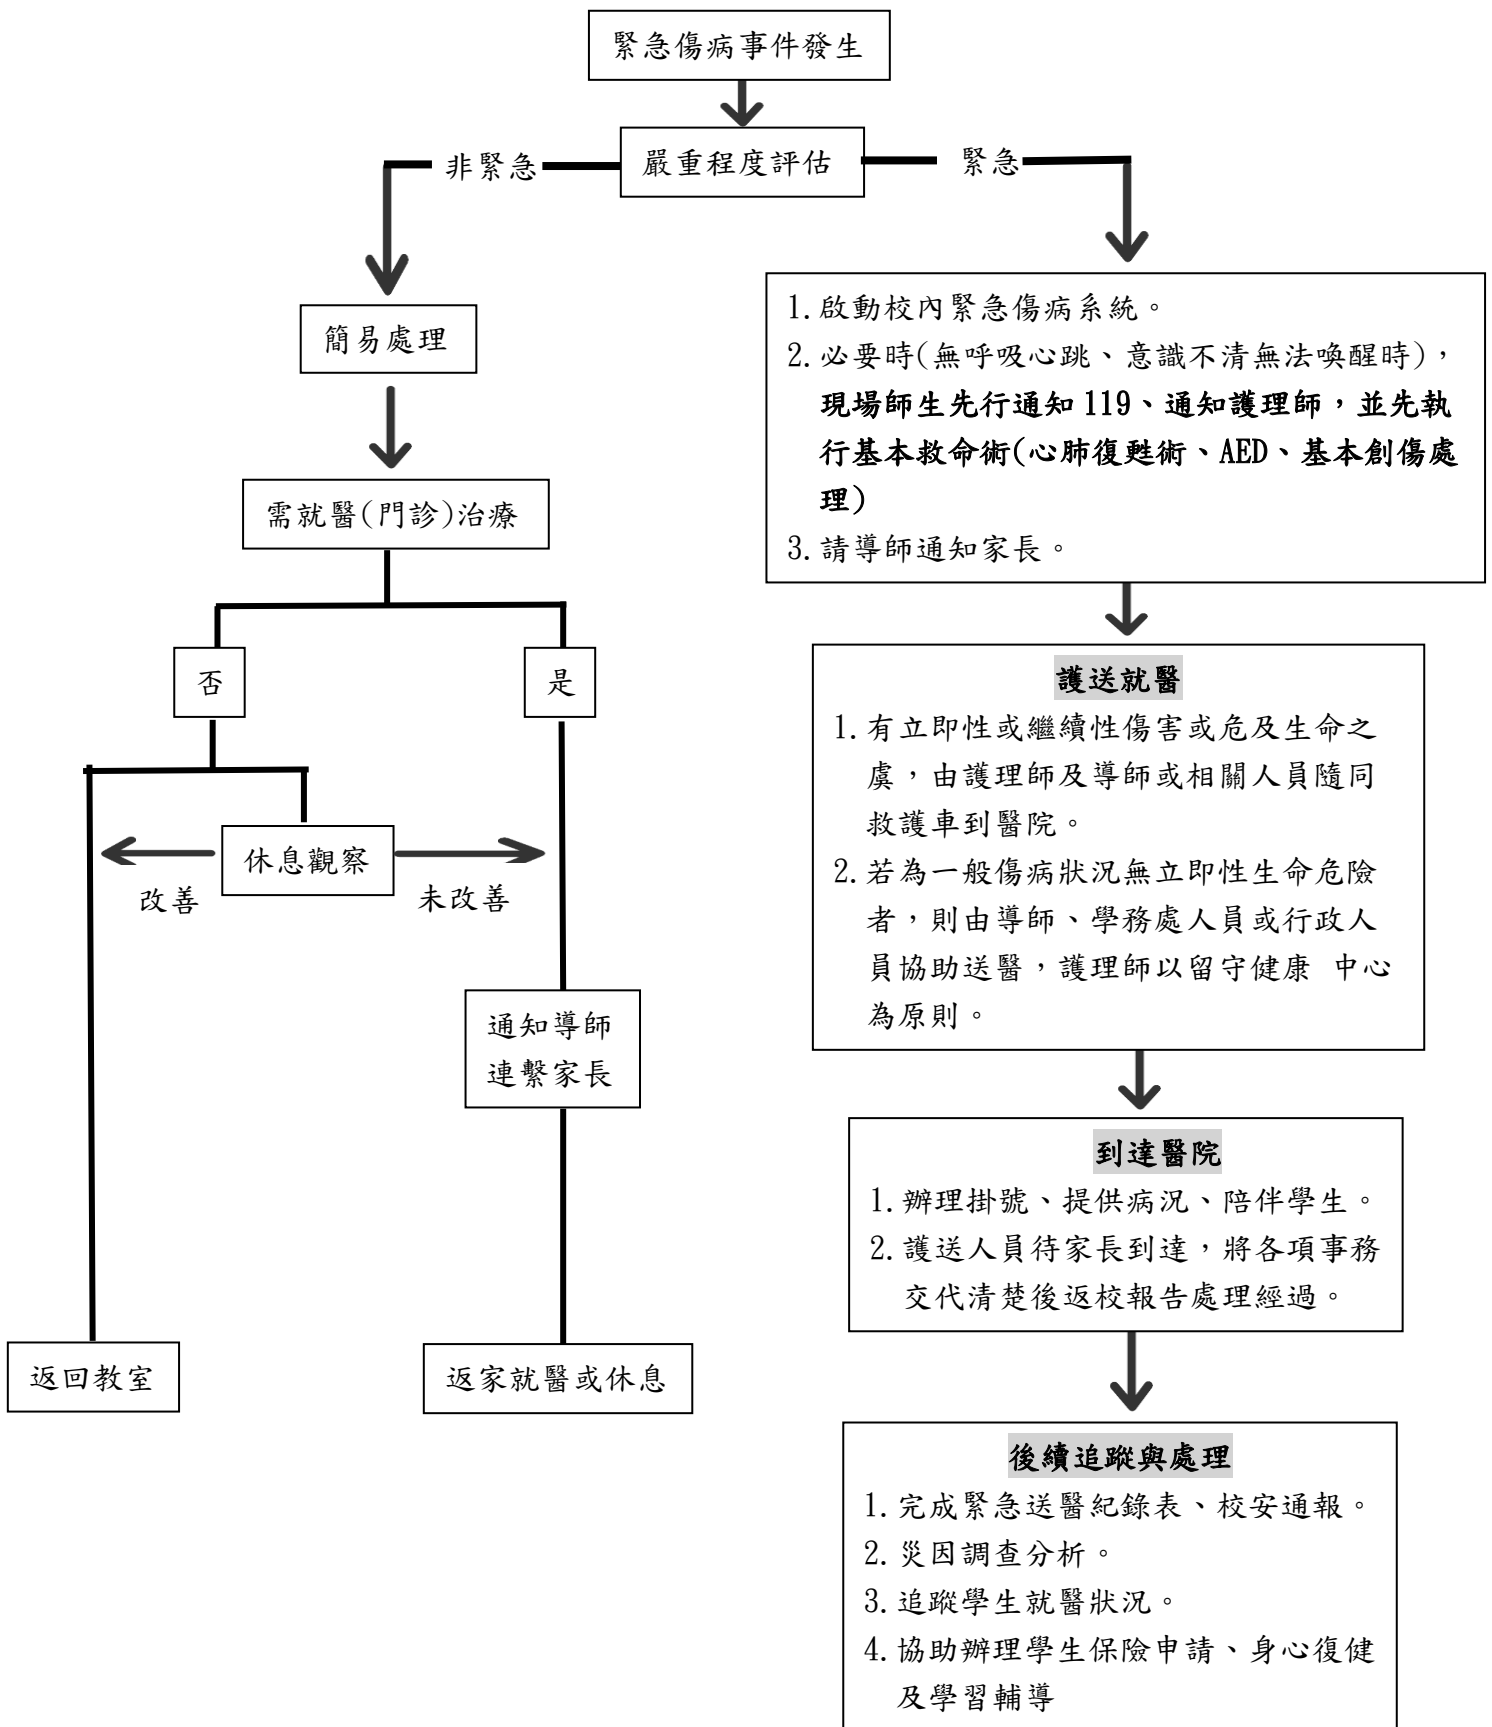 緊急傷病事件發生
嚴重程度評估
非緊急
緊急
簡易處理
需就醫(門診)治療
否
是
休息觀察
改善
未改善
通知導師
連繫家長
返回教室
返家就醫或休息
1.啟動校內緊急傷病系統。
2.必要時(無呼吸心跳、意識不清無法喚醒時),
現場師生先行通知 119、通知護理師,並先執
行基本救命術(心肺復甦術、AED、基本創傷處
理)
3.請導師通知家長。
護送就醫
1.有立即性或繼續性傷害或危及生命之
虞,由護理師及導師或相關人員隨同
救護車到醫院。
2.若為一般傷病狀況無立即性生命危險
者,則由導師、學務處人員或行政人
員協助送醫,護理師以留守健康 中心
為原則。
到達醫院
1.辦理掛號、提供病況、陪伴學生。
2.護送人員待家長到達,將各項事務
交代清楚後返校報告處理經過。
後續追蹤與處理
1.完成緊急送醫紀錄表、校安通報。
2.災因調查分析。
3.追蹤學生就醫狀況。
4.協助辦理學生保險申請、身心復健
及學習輔導